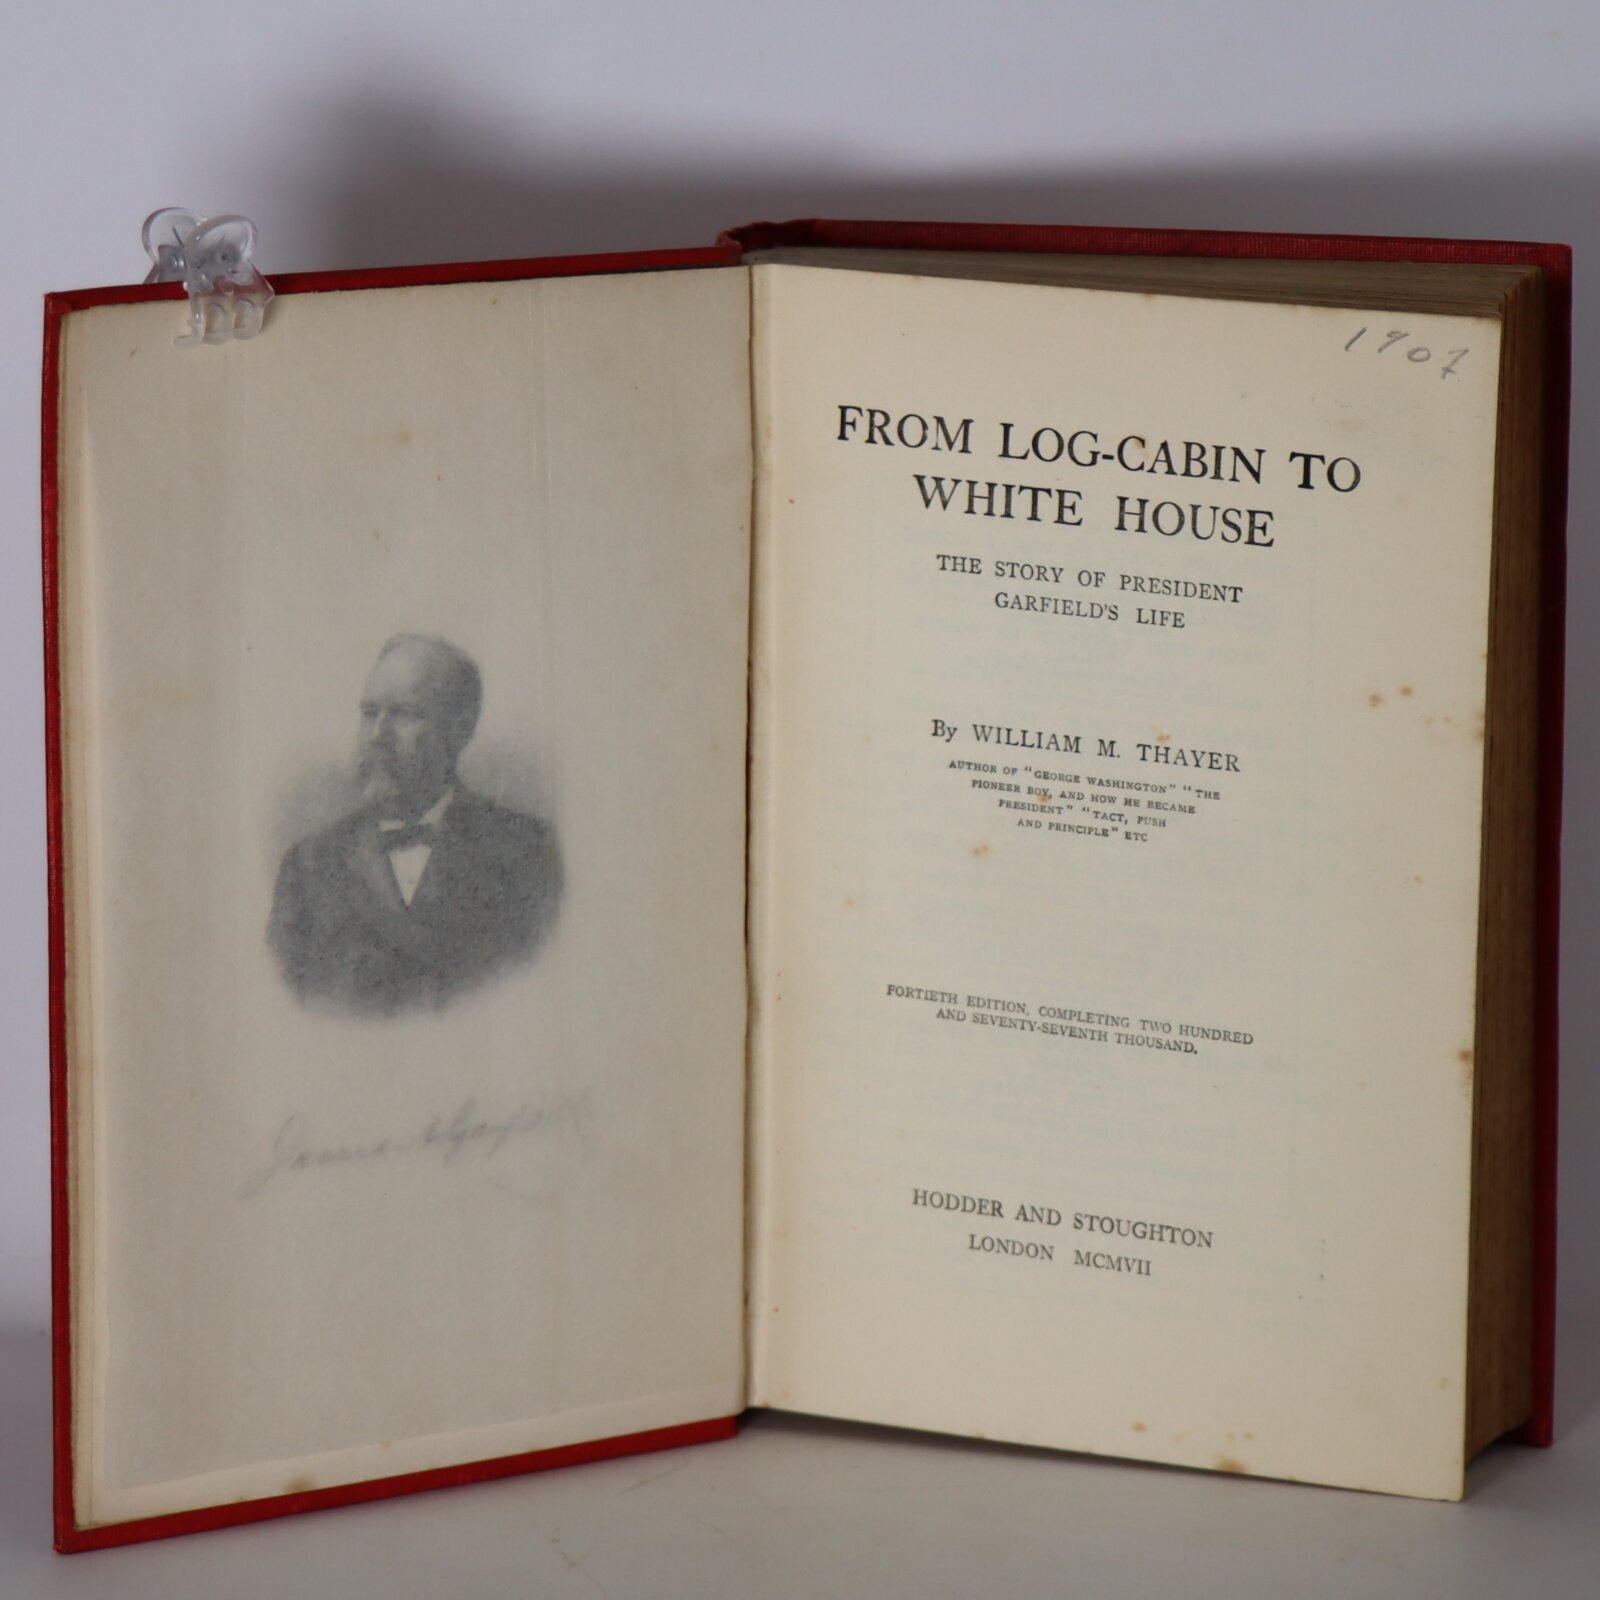 James A Garfield
1907
FROM LOG-CABIN TO
WHITE HOUSE
THE STORY OF PRESIDENT
GARFIELD'S LIFE
By WILLIAM M. THAYER
AUTHOR OF "GEORGE WASHINGTON" "THE
PIONEER BOY, AND HOW HE BECAME
PRESIDENT" "TACT, PUSH
AND PRINCIPLE" ETC
FORTIETH EDITION, COMPLETING TWO HUNDRED
AND SEVENTY-SEVENTH THOUSAND.
HODDER AND STOUGHTON
LONDON MCMVII